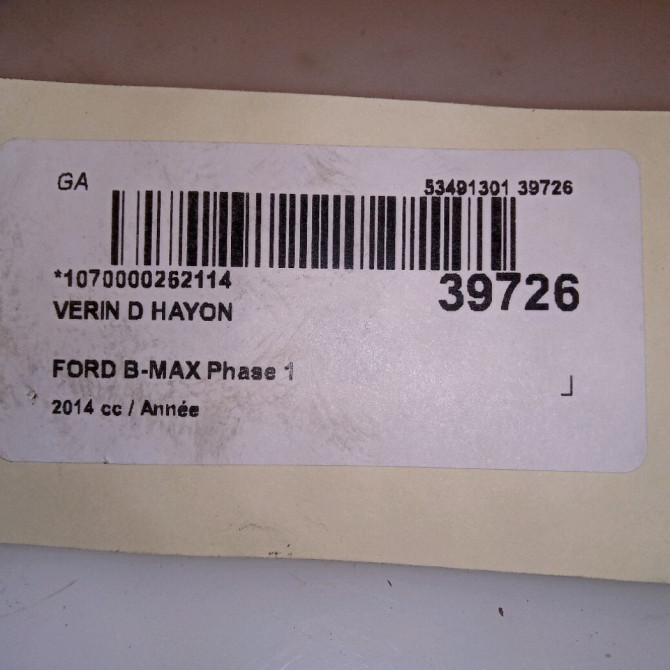 GA
53491301 39726
*1070000262114
39726
VERIN D HAYON
FORD B-MAX Phase 1
2014 cc / Année